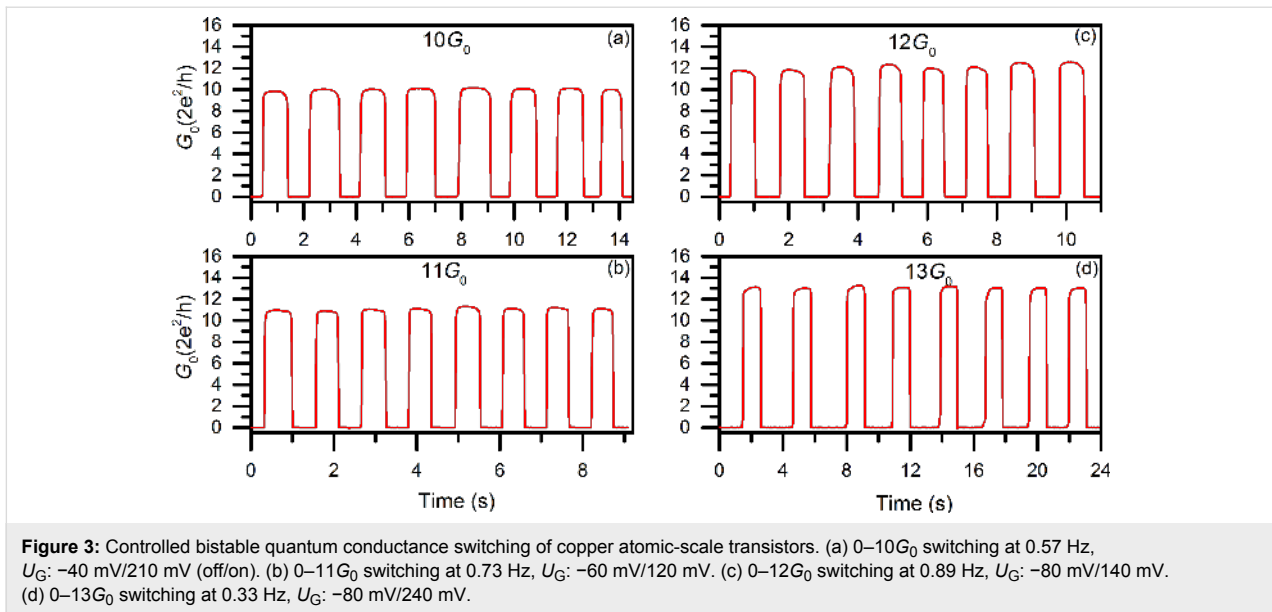 (a)
10G₀
G₀(2e²/h)
16
14
12
10
8
6
4
2
0
0 2 4 6 8 10 12 14
(c)
12G₀
16
14
12
10
8
6
4
2
0
0 2 4 6 8 10
(b)
11G₀
G₀(2e²/h)
16
14
12
10
8
6
4
2
0
0 2 4 6 8
Time (s)
(d)
13G₀
16
14
12
10
8
6
4
2
0
0 4 8 12 16 20 24
Time (s)
Figure 3: Controlled bistable quantum conductance switching of copper atomic-scale transistors. (a) 0–10G₀ switching at 0.57 Hz,
U_G: −40 mV/210 mV (off/on). (b) 0–11G₀ switching at 0.73 Hz, U_G: −60 mV/120 mV. (c) 0–12G₀ switching at 0.89 Hz, U_G: −80 mV/140 mV.
(d) 0–13G₀ switching at 0.33 Hz, U_G: −80 mV/240 mV.